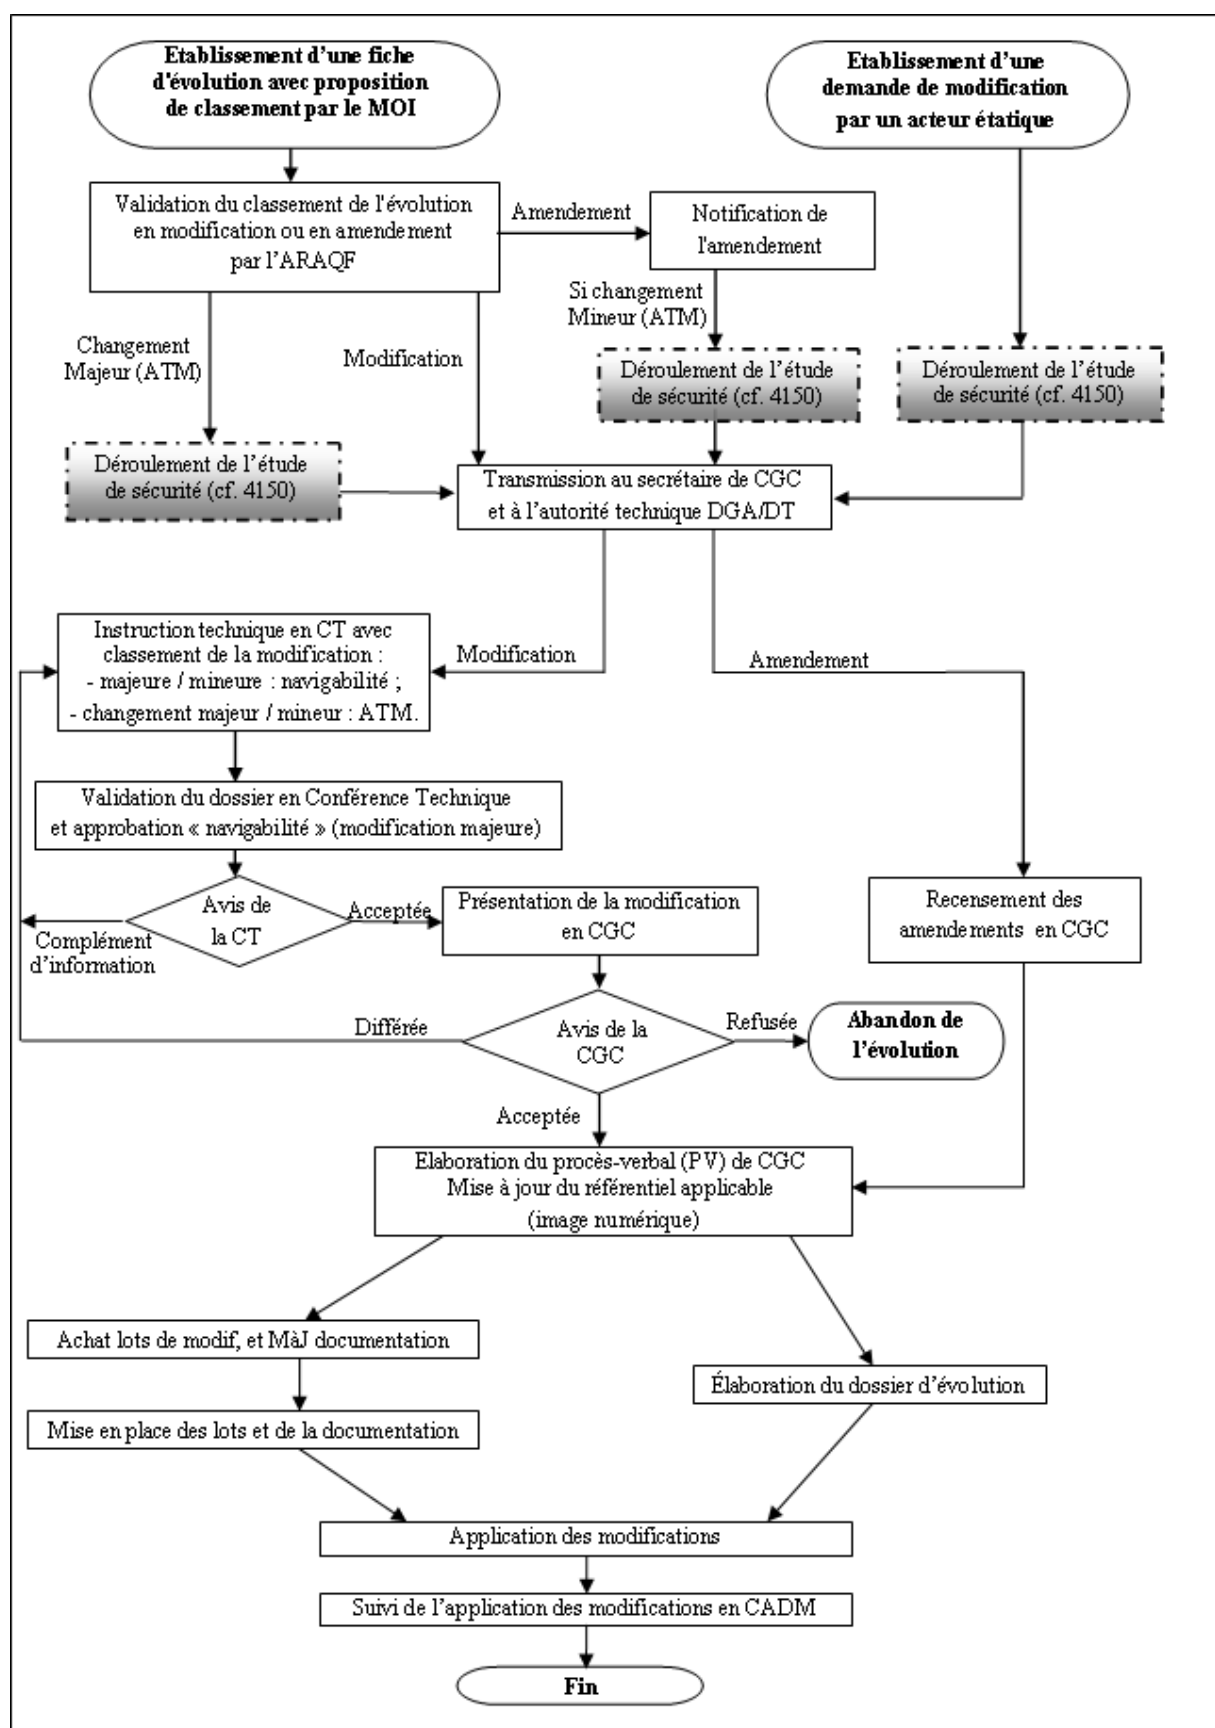 Etablissement d’une fiche
d'évolution avec proposition
de classement par le MOI
Etablissement d’une
demande de modification
par un acteur étatique
Validation du classement de l'évolution
en modification ou en amendement
par l’ARAQF
Amendement
Notification de
l'amendement
Si changement
Mineur (ATM)
Changement
Majeur (ATM)
Modification
Déroulement de l’étude
de sécurité (cf. 4150)
Déroulement de l’étude
de sécurité (cf. 4150)
Déroulement de l’étude
de sécurité (cf. 4150)
Transmission au secrétaire de CGC
et à l’autorité technique DGA/DT
Instruction technique en CT avec
classement de la modification :
- majeure / mineure : navigabilité ;
- changement majeur / mineur : ATM.
Modification
Amendement
Validation du dossier en Conférence Technique
et approbation « navigabilité » (modification majeure)
Avis de
la CT
Acceptée
Complément
d’information
Présentation de la modification
en CGC
Recensement des
amendements en CGC
Différée
Avis de la
CGC
Refusée
Abandon de
l’évolution
Acceptée
Elaboration du procès-verbal (PV) de CGC
Mise à jour du référentiel applicable
(image numérique)
Achat lots de modif, et MàJ documentation
Élaboration du dossier d’évolution
Mise en place des lots et de la documentation
Application des modifications
Suivi de l’application des modifications en CADM
Fin